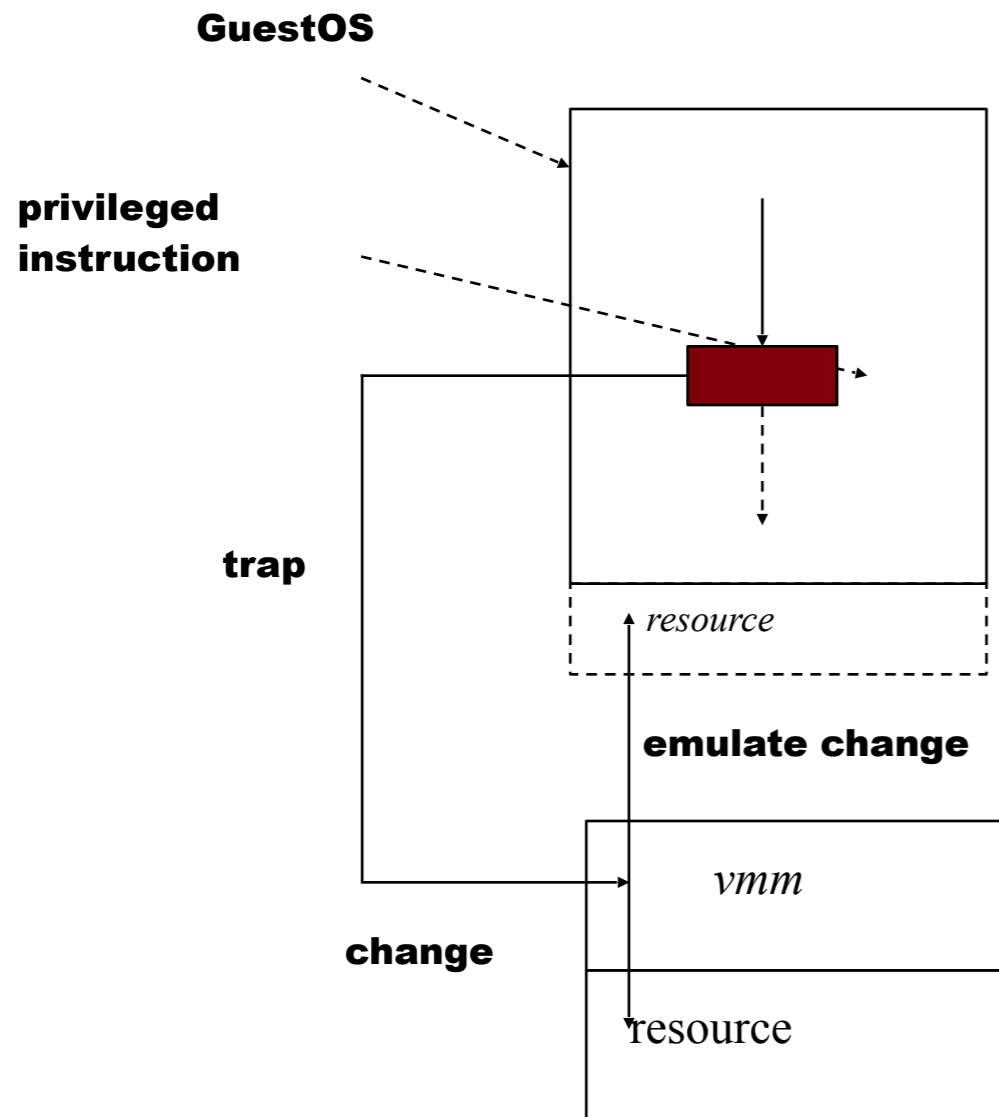 GuestOS
privileged
instruction
trap
resource
emulate change
vmm
change
resource